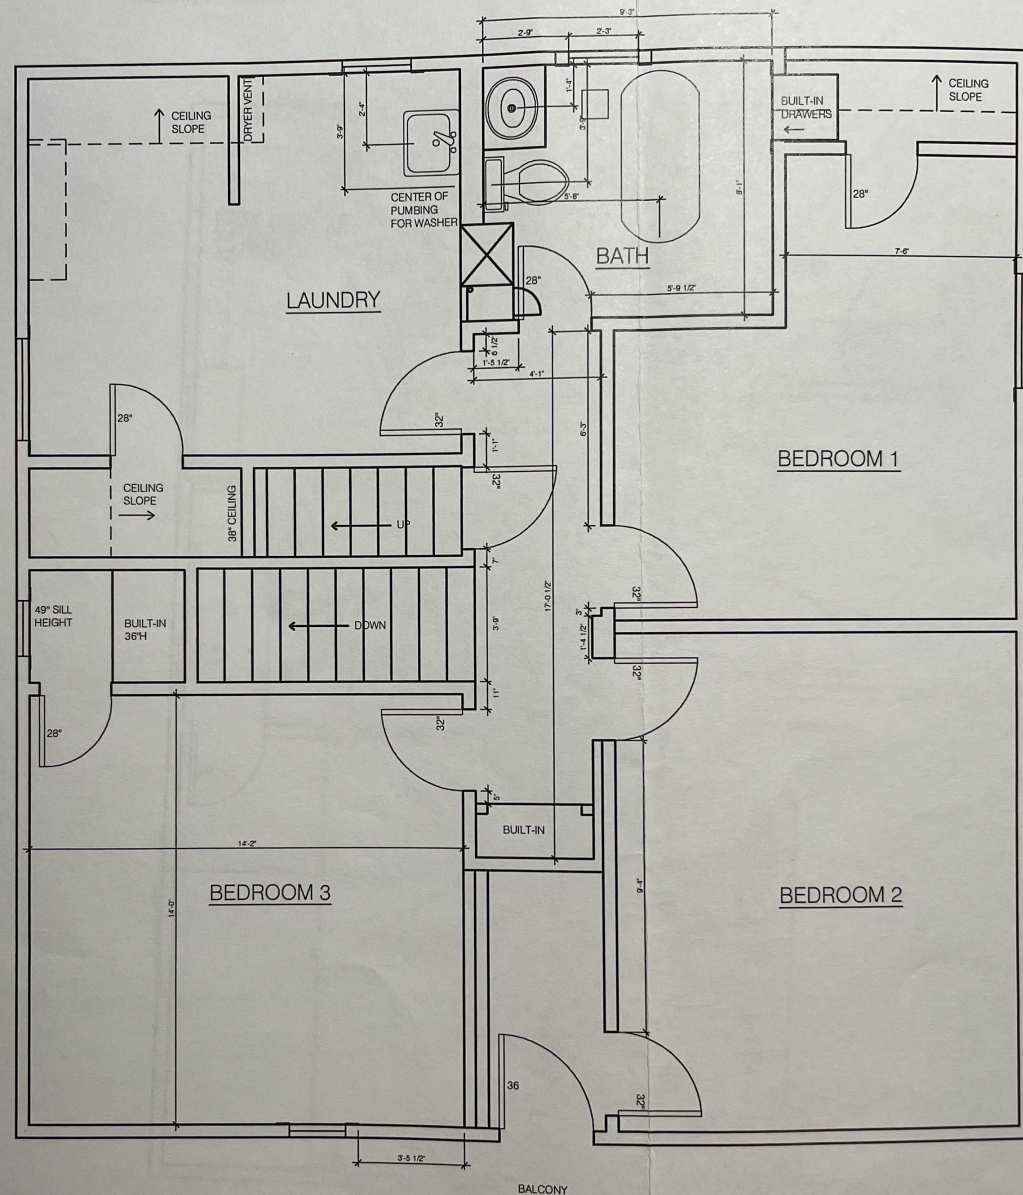 9'-3"
2'-9"
2'-3"
CEILING
SLOPE
DRYER VENT
2'-4"
3'-9"
1'-4"
3'-9"
BUILT-IN
DRAWERS
CEILING
SLOPE
CENTER OF
PUMBING
FOR WASHER
5'-8"
8'-1"
28"
BATH
7'-6"
LAUNDRY
28"
5'-9 1/2"
6 1/2"
1'-5 1/2"
4'-1"
28"
32"
1'-1"
6'-3"
BEDROOM 1
CEILING
SLOPE
38" CEILING
UP
32"
7"
17'-0 1/2"
32"
3"
49" SILL
HEIGHT
BUILT-IN
36"H
DOWN
3'-9"
1'-4 1/2"
32"
11"
28"
32"
5"
BUILT-IN
14'-2"
BEDROOM 3
14'-0"
9'-4"
BEDROOM 2
36
32"
3'-5 1/2"
BALCONY